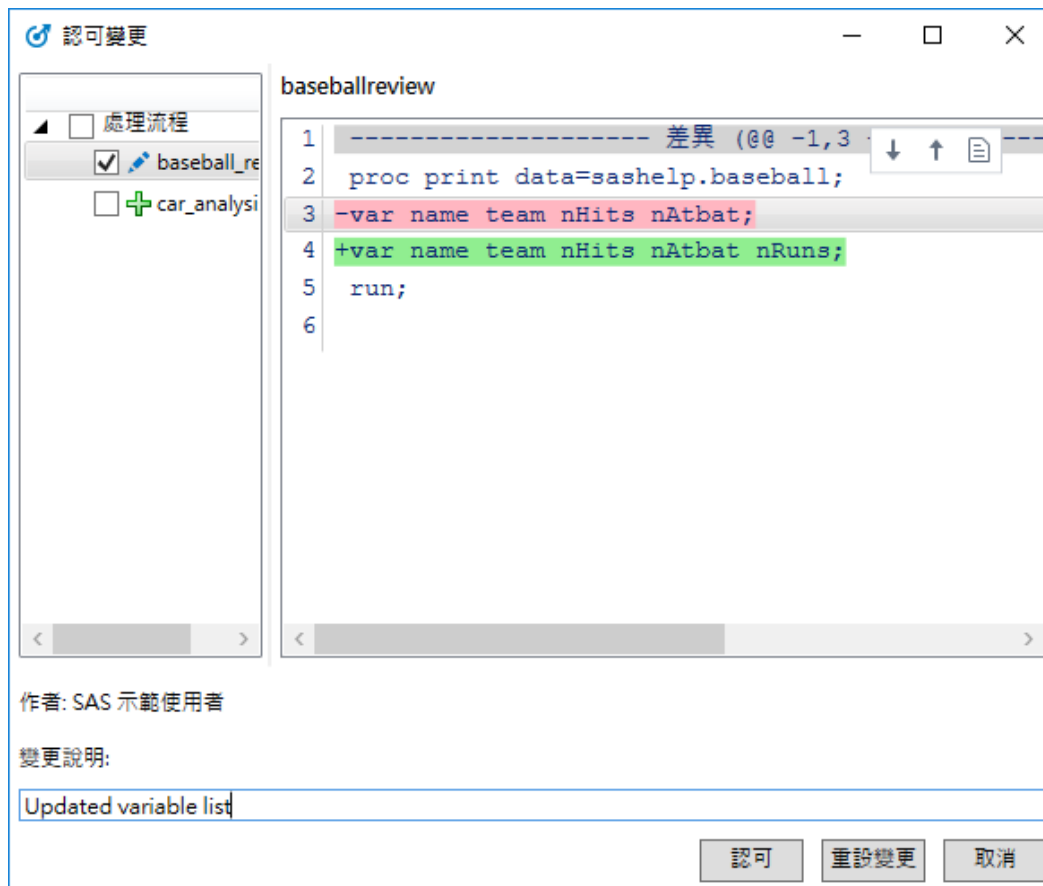 認可變更
處理流程
baseball_re
car_analysi
baseballreview
1 -------------------- 差異 (@@ -1,3 - ---
2 proc print data=sashelp.baseball;
3 -var name team nHits nAtbat;
4 +var name team nHits nAtbat nRuns;
5 run;
6
作者: SAS 示範使用者
變更說明:
Updated variable list
認可 重設變更 取消